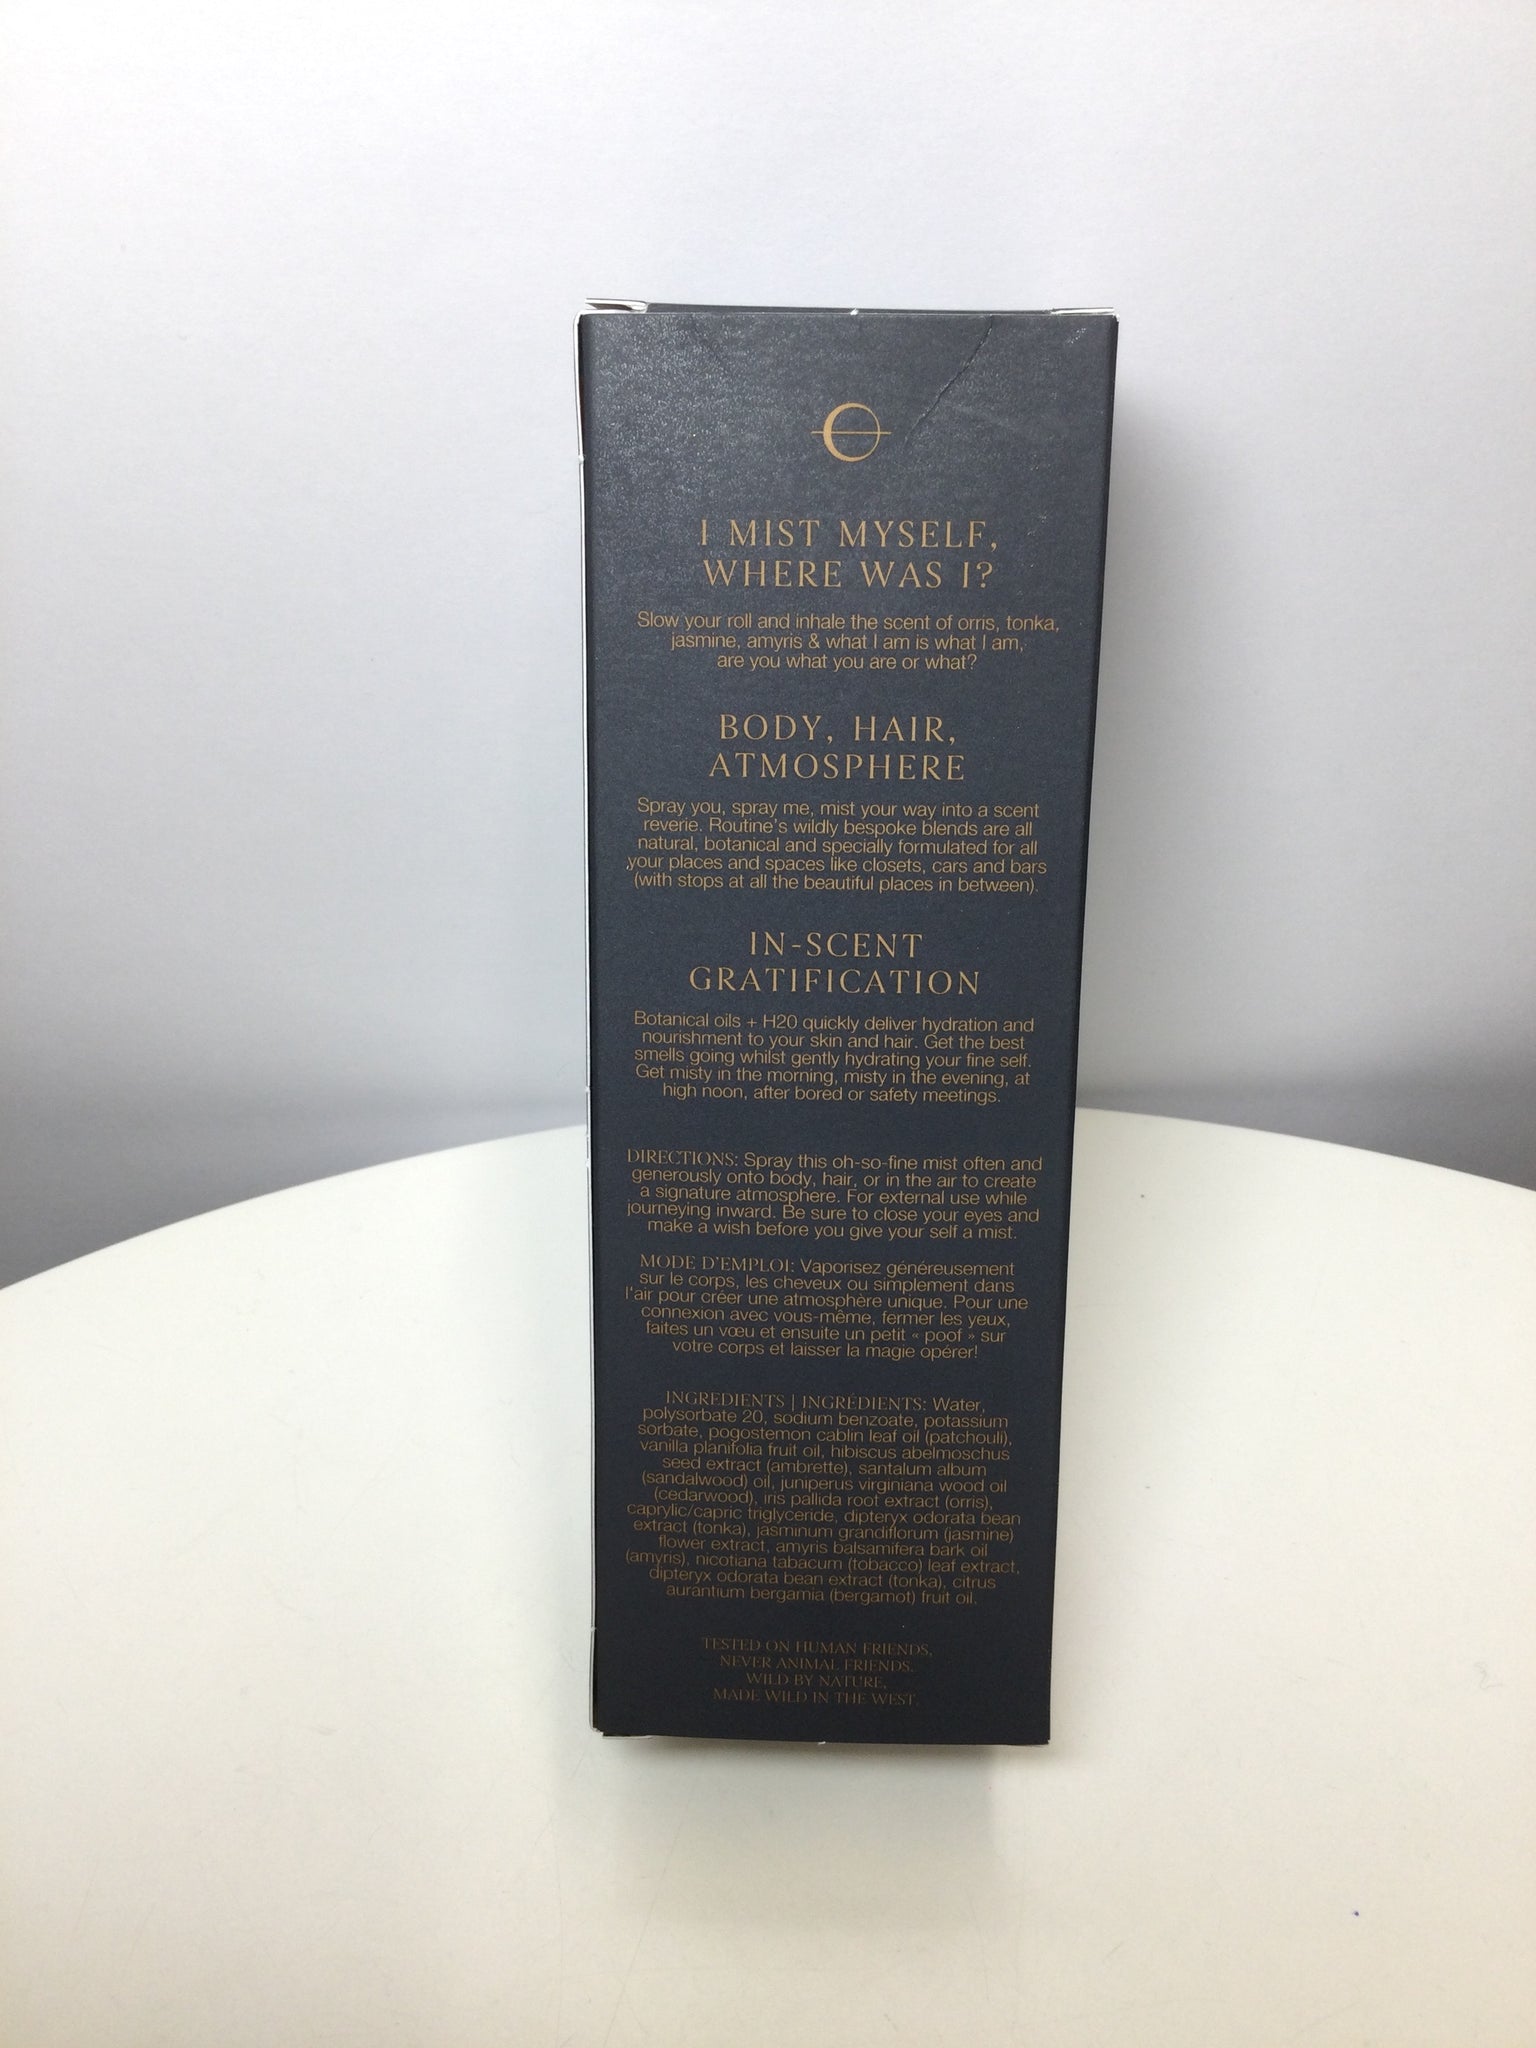 I MIST MYSELF,
WHERE WAS I?
Slow your roll and inhale the scent of orris, tonka,
jasmine, amyris & what I am is what I am,
are you what you are or what?
BODY, HAIR,
ATMOSPHERE
Spray you, spray me, mist your way into a scent
reverie. Routine's wildly bespoke blends are all
natural, botanical and specially formulated for all
your places and spaces like closets, cars and bars
(with stops at all the beautiful places in between).
IN-SCENT
GRATIFICATION
Botanical oils + H20 quickly deliver hydration and
nourishment to your skin and hair. Get the best
smells going whilst gently hydrating your fine self.
Get misty in the morning, misty in the evening, at
high noon, after bored or safety meetings.
DIRECTIONS: Spray this oh-so-fine mist often and
generously onto body, hair, or in the air to create
a signature atmosphere. For external use while
journeying inward. Be sure to close your eyes and
make a wish before you give your self a mist.
MODE D'EMPLOI: Vaporisez généreusement
sur le corps, les cheveux ou simplement dans
l'air pour créer une atmosphère unique. Pour une
connexion avec vous-même, fermer les yeux,
faites un vœu et ensuite un petit « poof » sur
votre corps et laisser la magie opérer!
INGREDIENTS | INGRÉDIENTS: Water,
polysorbate 20, sodium benzoate, potassium
sorbate, pogostemon cablin leaf oil (patchouli),
vanilla planifolia fruit oil, hibiscus abelmoschus
seed extract (ambrette), santalum album
(sandalwood) oil, juniperus virginiana wood oil
(cedarwood), iris pallida root extract (orris),
caprylic/capric triglyceride, dipteryx odorata bean
extract (tonka), jasminum grandiflorum (jasmine)
flower extract, amyris balsamifera bark oil
(amyris), nicotiana tabacum (tobacco) leaf extract,
dipteryx odorata bean extract (tonka), citrus
aurantium bergamia (bergamot) fruit oil.
TESTED ON HUMAN FRIENDS,
NEVER ANIMAL FRIENDS.
WILD BY NATURE,
MADE WILD IN THE WEST.